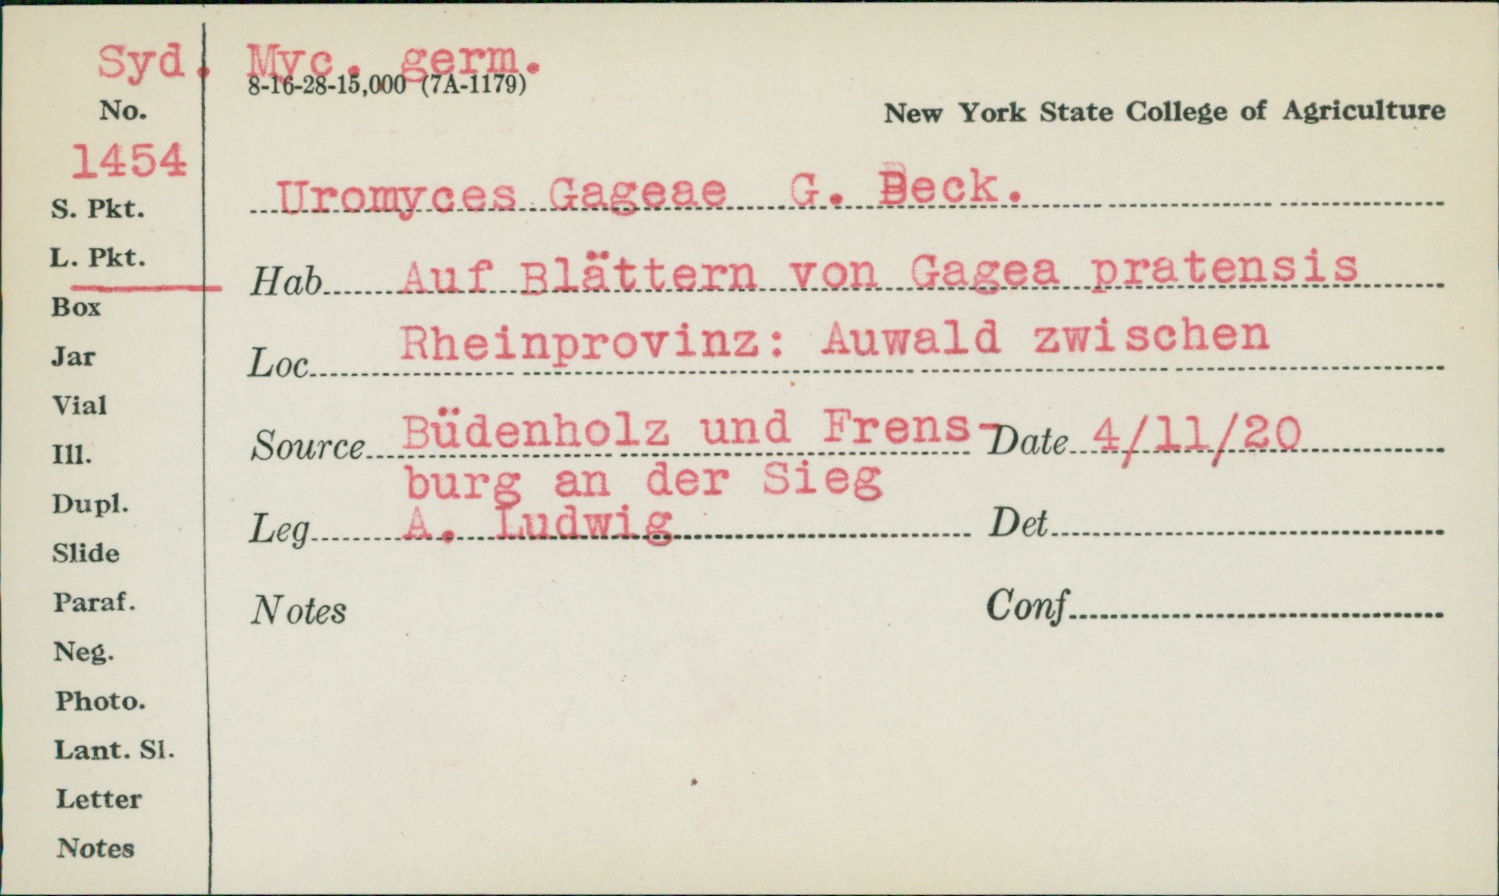 Syd. Myc. germ.
8-16-28-15,000 (7A-1179)
No.
New York State College of Agriculture
1454
Uromyces Gageae G. Beck.
S. Pkt.
L. Pkt.
Hab Auf Blättern von Gagea pratensis
Box
Loc Rheinprovinz: Auwald zwischen
Jar
Vial
Source Büdenholz und Frens- Date 4/11/20
Ill.
burg an der Sieg
Dupl.
Leg A. Ludwig Det
Slide
Paraf.
Notes Conf
Neg.
Photo.
Lant. Sl.
Letter
Notes